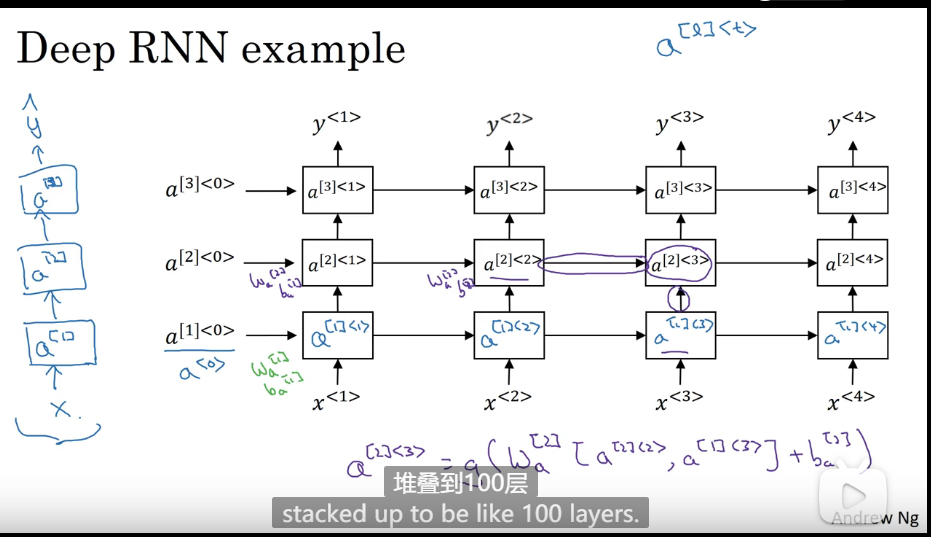 Deep RNN example
a^[l]<t>
ŷ
a^[3]
a^[2]
a^[1]
x.
y^<1> y^<2> y^<3> y^<4>
a^[3]<0> a^[3]<1> a^[3]<2> a^[3]<3> a^[3]<4>
a^[2]<0> a^[2]<1> a^[2]<2> a^[2]<3> a^[2]<4>
W_a^[2] b_a^[2] W_a^[2] b_a^[2]
a^[1]<0> a^[1]<1> a^[1]<2> a^[1]<3> a^[1]<4>
a^<0>
W_a^[1]
b_a^[1]
x^<1> x^<2> x^<3> x^<4>
a^[2]<3> = g(W_a^[2] [a^[2]<2>, a^[1]<3>] + b_a^[2])
堆叠到100层
stacked up to be like 100 layers.
Andrew Ng